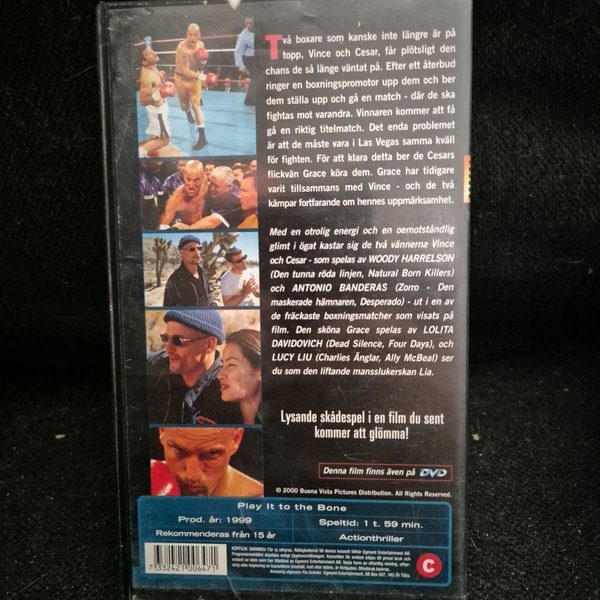 Två boxare som kanske inte längre är på
topp, Vince och Cesar, får plötsligt den
chans de så länge väntat på. Efter ett återbud
ringer en boxningspromotor upp dem och ber
dem ställa upp och gå en match - där de ska
fightas mot varandra. Vinnaren kommer att få
gå en riktig titelmatch. Det enda problemet
är att de måste vara i Las Vegas samma kväll
för fighten. För att klara detta ber de Cesars
flickvän Grace köra dem. Grace har tidigare
varit tillsammans med Vince - och de två
kämpar fortfarande om hennes uppmärksamhet.
Med en otrolig energi och en oemotståndlig
glimt i ögat kastar sig de två vännerna Vince
och Cesar - som spelas av WOODY HARRELSON
(Den tunna röda linjen, Natural Born Killers)
och ANTONIO BANDERAS (Zorro - Den
maskerade hämnaren, Desperado) - ut i en av
de fräckaste boxningsmatcher som visats på
film. Den sköna Grace spelas av LOLITA
DAVIDOVICH (Dead Silence, Four Days), och
LUCY LIU (Charlies Änglar, Ally McBeal) ser
du som den liftande mansslukerskan Lia.
Lysande skådespel i en film du sent
kommer att glömma!
Denna film finns även på DVD
© 2000 Buena Vista Pictures Distribution. All Rights Reserved.
Play It to the Bone
Prod. år: 1999 Speltid: 1 t. 59 min.
Rekommenderas från 15 år Actionthriller
7 332421 006471
C